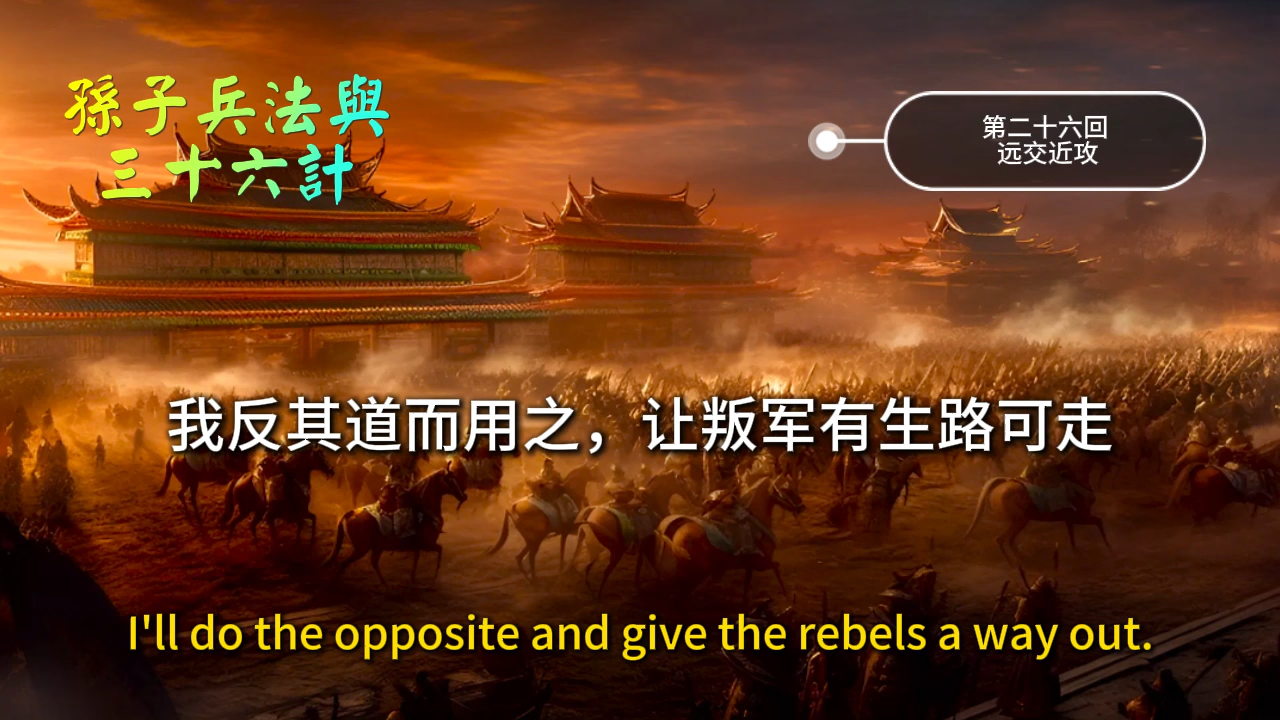 孫子兵法與
三十六計
第二十六回
远交近攻
我反其道而用之，让叛军有生路可走
I'll do the opposite and give the rebels a way out.